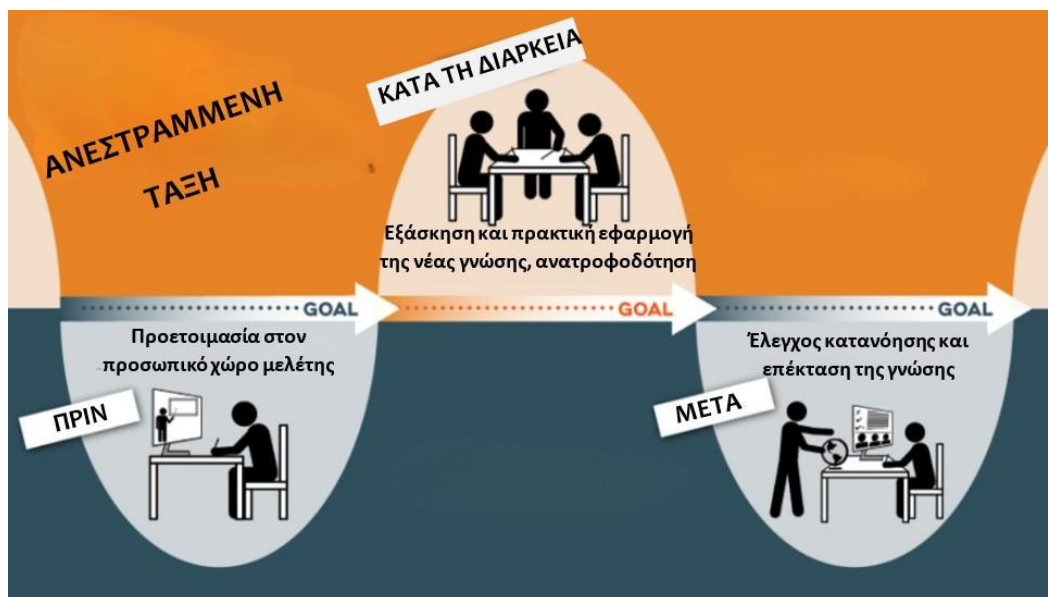 ΑΝΕΣΤΡΑΜΜΕΝΗ
ΤΑΞΗ
ΚΑΤΑ ΤΗ ΔΙΑΡΚΕΙΑ
Εξάσκηση και πρακτική εφαρμογή
της νέας γνώσης, ανατροφοδότηση
GOAL
GOAL
GOAL
Προετοιμασία στον
προσωπικό χώρο μελέτης
ΠΡΙΝ
Έλεγχος κατανόησης και
επέκταση της γνώσης
ΜΕΤΑ